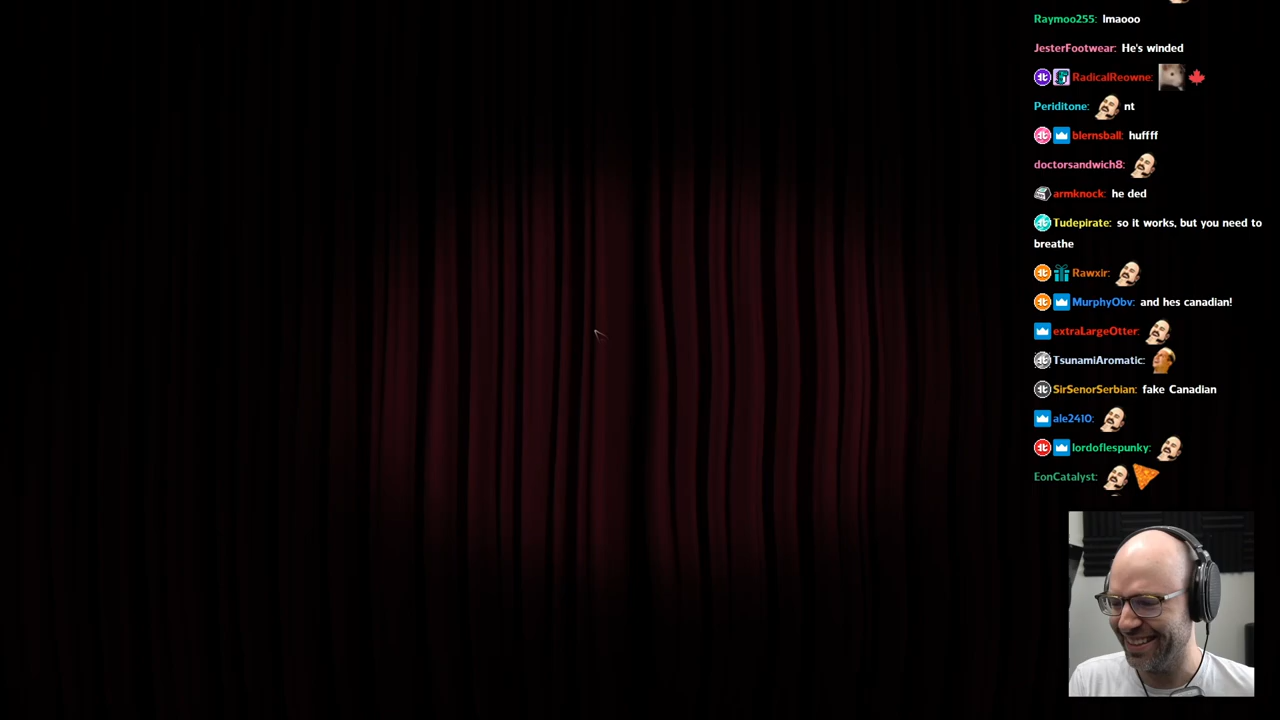 Raymoo255: lmaooo
JesterFootwear: He's winded
RadicalReowne:
Periditone: nt
blernsball: huffff
doctorsandwich8:
armknock: he ded
Tudepirate: so it works, but you need to
breathe
Rawxir:
MurphyObv: and hes canadian!
extraLargeOtter:
TsunamiAromatic:
SirSenorSerbian: fake Canadian
ale2410:
lordoflespunky:
EonCatalyst: